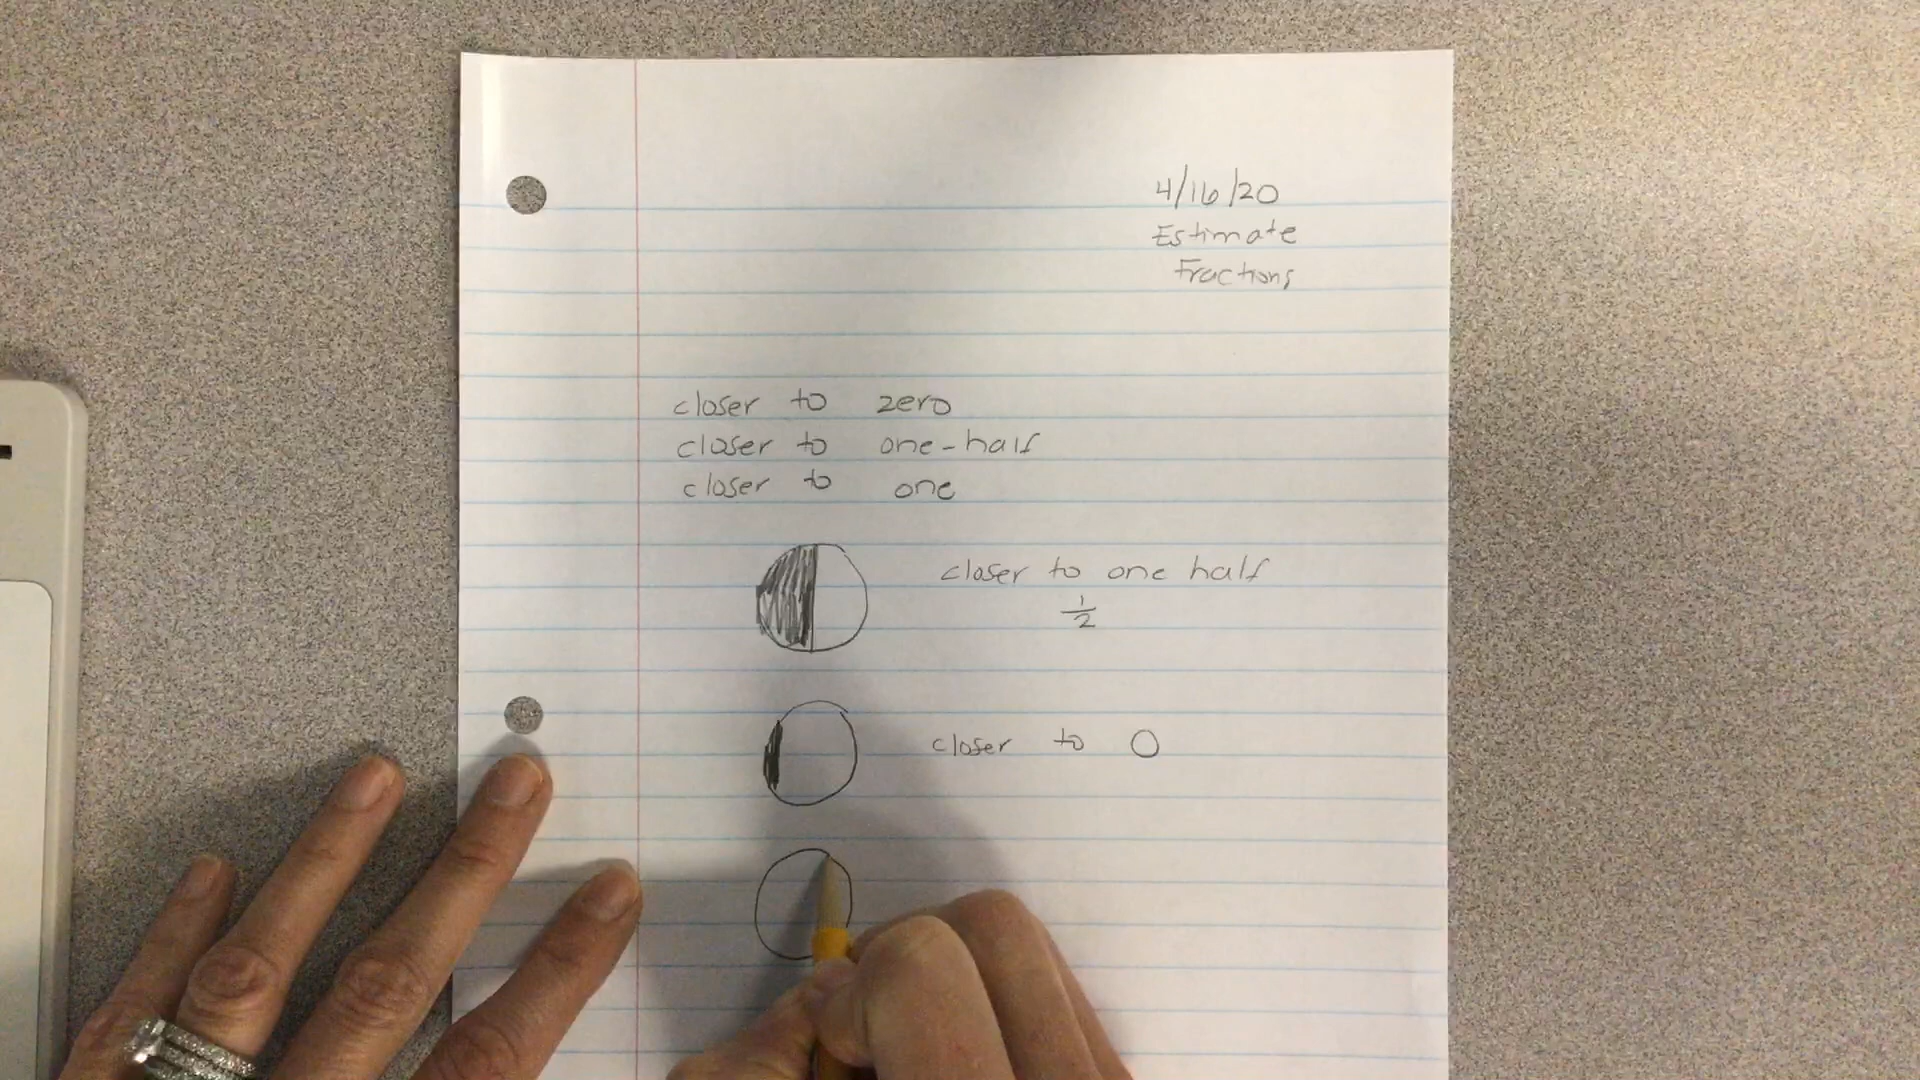 4/16/20
Estimate
Fractions
closer to zero
closer to one-half
closer to one
closer to one half
1/2
closer to 0